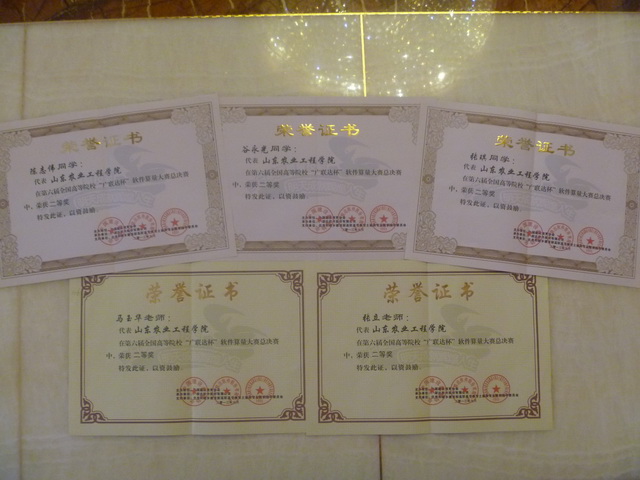 荣誉证书
陈志伟同学：
代表 山东农业工程学院
在第六届全国高等院校“广联达杯”软件算量大赛总决赛
中，荣获 二等奖
特发此证，以资鼓励。
荣誉证书
谷永亮同学：
代表 山东农业工程学院
在第六届全国高等院校“广联达杯”软件算量大赛总决赛
中，荣获 二等奖
特发此证，以资鼓励。
荣誉证书
张琪同学：
代表 山东农业工程学院
在第六届全国高等院校“广联达杯”软件算量大赛总决赛
中，荣获 二等奖
特发此证，以资鼓励。
荣誉证书
马玉华老师：
代表 山东农业工程学院
在第六届全国高等院校“广联达杯”软件算量大赛总决赛
中，荣获 二等奖
特发此证，以资鼓励。
荣誉证书
张立老师：
代表 山东农业工程学院
在第六届全国高等院校“广联达杯”软件算量大赛总决赛
中，荣获 二等奖
特发此证，以资鼓励。